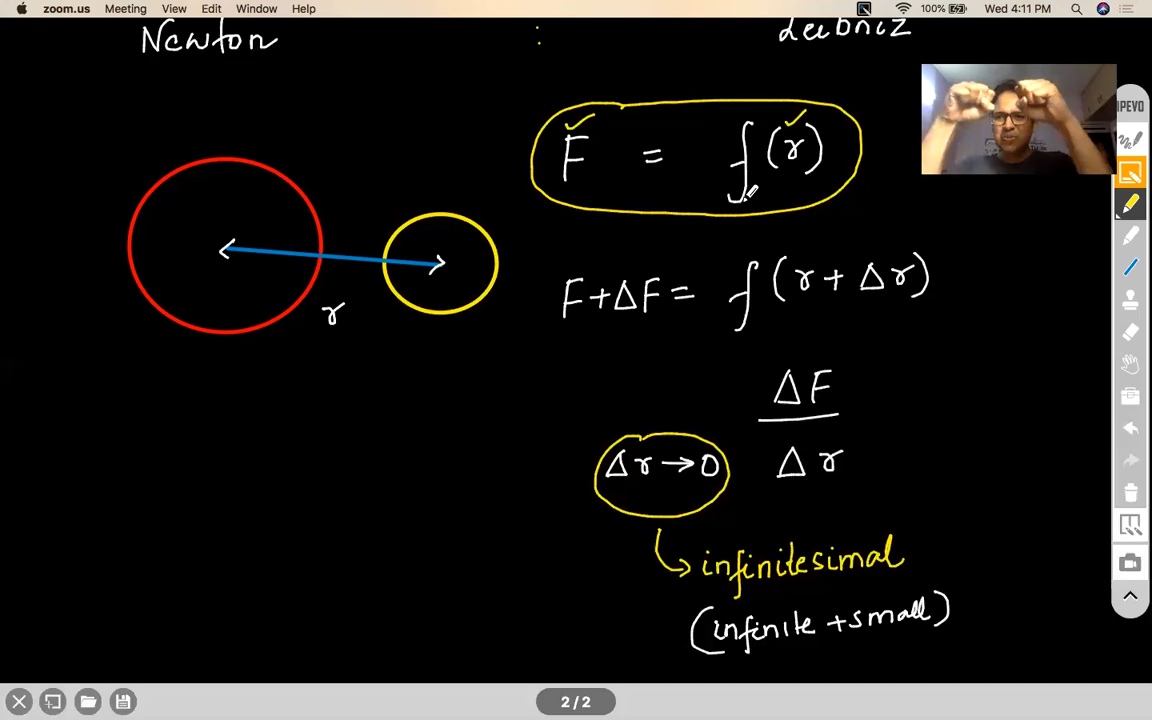 zoom.us Meeting View Edit Window Help 100% Wed 4:11 PM
Newton : Leibniz
IPEVO
F = f(r)
r
F+ΔF = f(r+Δr)
ΔF
Δr→0 Δr
infinitesimal
(infinite + small)
2/2